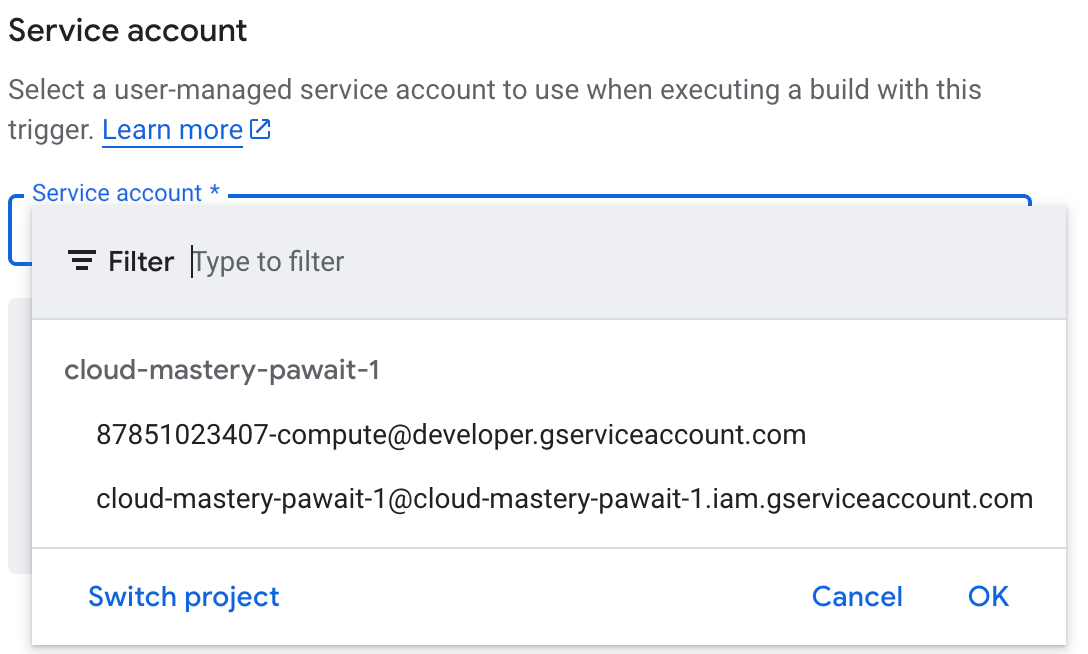 Service account
Select a user-managed service account to use when executing a build with this
trigger. Learn more
Service account *
Filter Type to filter
cloud-mastery-pawait-1
87851023407-compute@developer.gserviceaccount.com
cloud-mastery-pawait-1@cloud-mastery-pawait-1.iam.gserviceaccount.com
Switch project Cancel OK